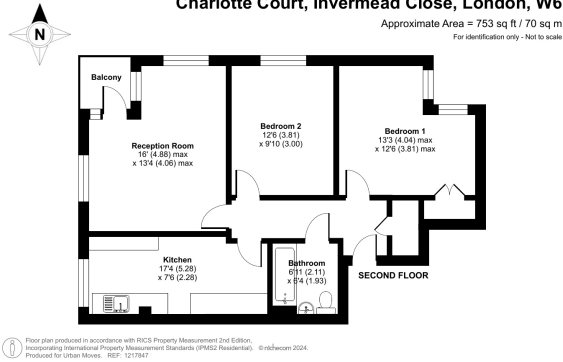 Charlotte Court, Invermead Close, London, W6
Approximate Area = 753 sq ft / 70 sq m
For identification only - Not to scale
N
Balcony
Reception Room
16' (4.88) max
x 13'4 (4.06) max
Bedroom 2
12'6 (3.81)
x 9'10 (3.00)
Bedroom 1
13'3 (4.04) max
x 12'6 (3.81) max
Kitchen
17'4 (5.28)
x 7'6 (2.28)
Bathroom
6'11 (2.11)
x 6'4 (1.93)
SECOND FLOOR
Floor plan produced in accordance with RICS Property Measurement 2nd Edition,
Incorporating International Property Measurement Standards (IPMS2 Residential). © nichecom 2024.
Produced for Urban Moves. REF: 1217847